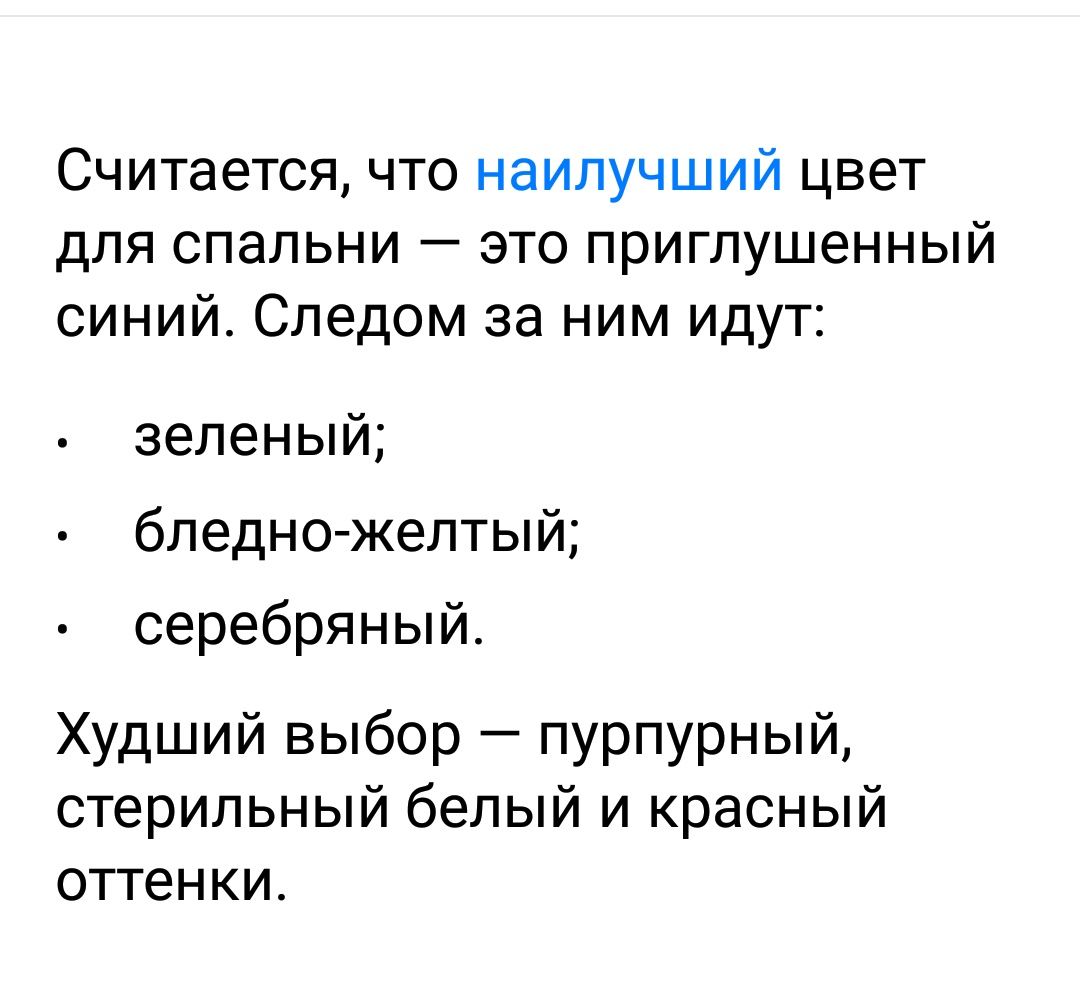 Считается, что наилучший цвет
для спальни — это приглушенный
синий. Следом за ним идут:
• зеленый;
• бледно-желтый;
• серебряный.
Худший выбор — пурпурный,
стерильный белый и красный
оттенки.